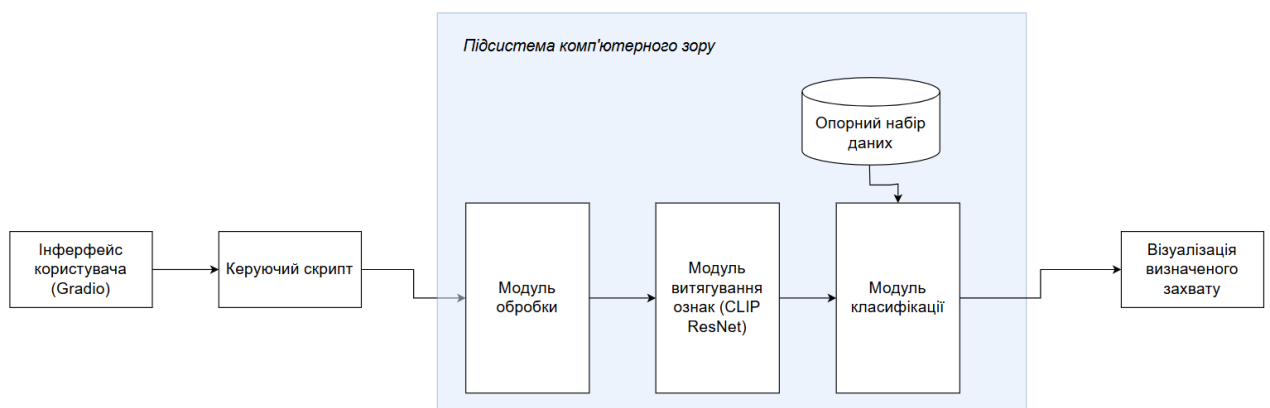 Підсистема комп'ютерного зору
Опорний набір
даних
Інферфейс
користувача
(Gradio)
Керуючий скрипт
Модуль
обробки
Модуль
витягування
ознак (CLIP
ResNet)
Модуль
класифікації
Візуалізація
визначеного
захвату